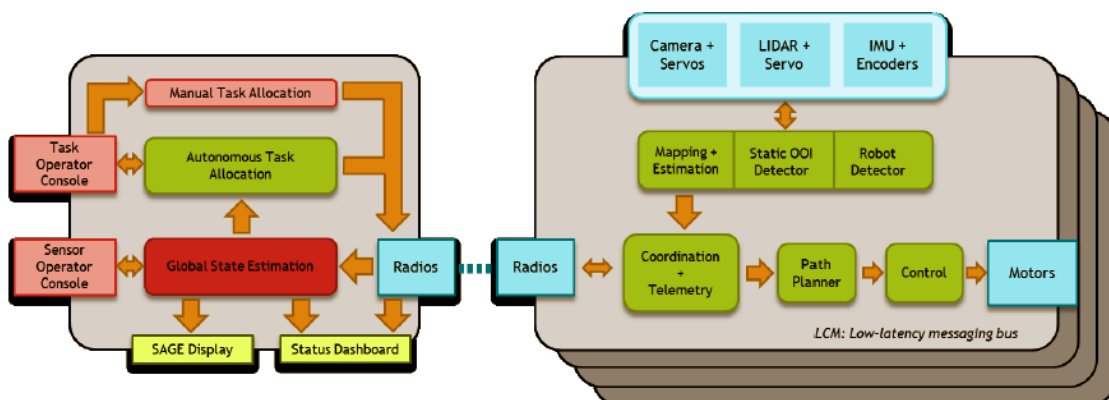 Manual Task Allocation
Task
Operator
Console
Autonomous Task
Allocation
Sensor
Operator
Console
Global State Estimation
Radios
SAGE Display
Status Dashboard
Camera +
Servos
LIDAR +
Servo
IMU +
Encoders
Mapping +
Estimation
Static OOI
Detector
Robot
Detector
Radios
Coordination
+
Telemetry
Path
Planner
Control
Motors
LCM: Low-latency messaging bus